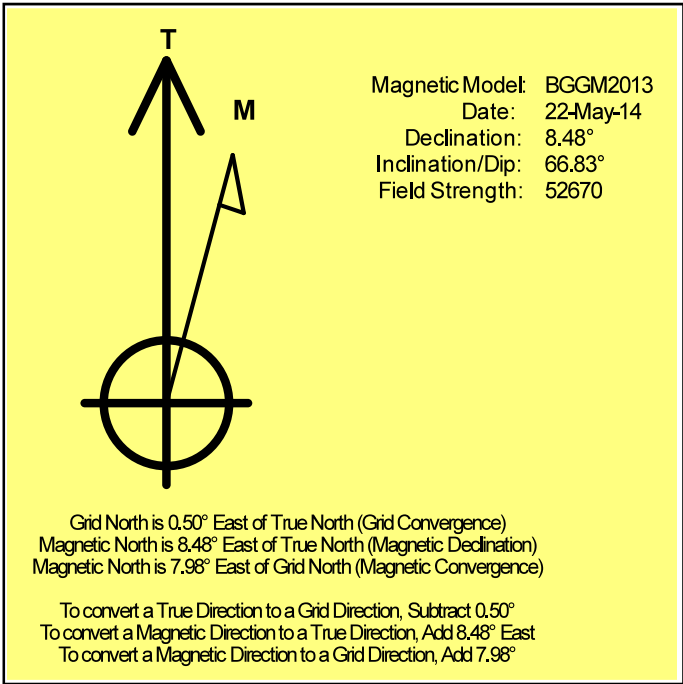 T
M
Magnetic Model: BGGM2013
Date: 22-May-14
Declination: 8.48°
Inclination/Dip: 66.83°
Field Strength: 52670
Grid North is 0.50° East of True North (Grid Convergence)
Magnetic North is 8.48° East of True North (Magnetic Declination)
Magnetic North is 7.98° East of Grid North (Magnetic Convergence)
To convert a True Direction to a Grid Direction, Subtract 0.50°
To convert a Magnetic Direction to a True Direction, Add 8.48° East
To convert a Magnetic Direction to a Grid Direction, Add 7.98°